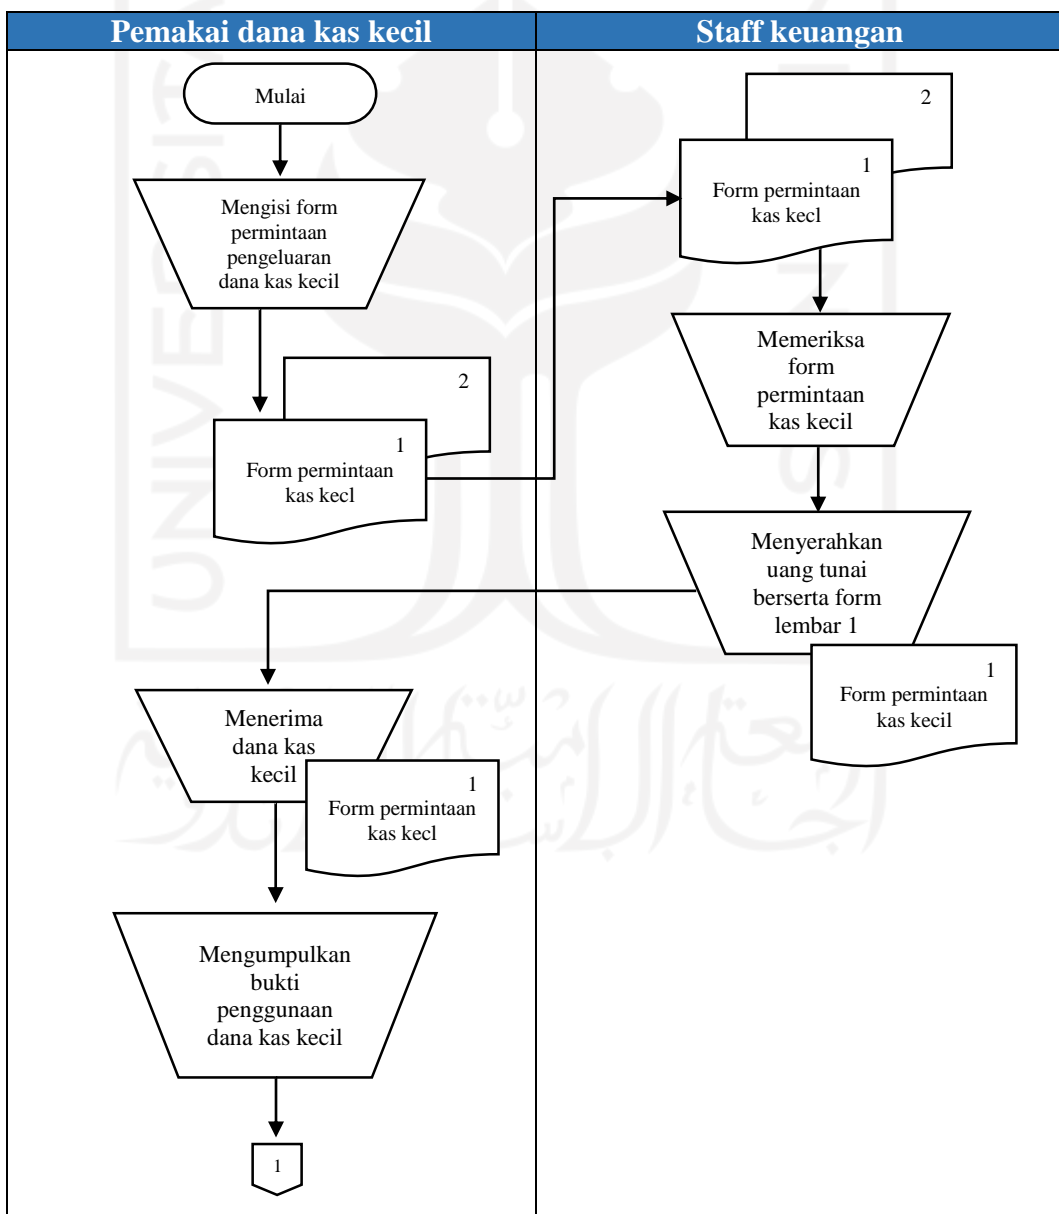 Pemakai dana kas kecil
Staff keuangan
Mulai
Mengisi form
permintaan
pengeluaran
dana kas kecil
2
1
Form permintaan
kas kecl
2
1
Form permintaan
kas kecl
Memeriksa
form
permintaan
kas kecil
Menyerahkan
uang tunai
berserta form
lembar 1
1
Form permintaan
kas kecil
Menerima
dana kas
kecil
1
Form permintaan
kas kecl
Mengumpulkan
bukti
penggunaan
dana kas kecil
1